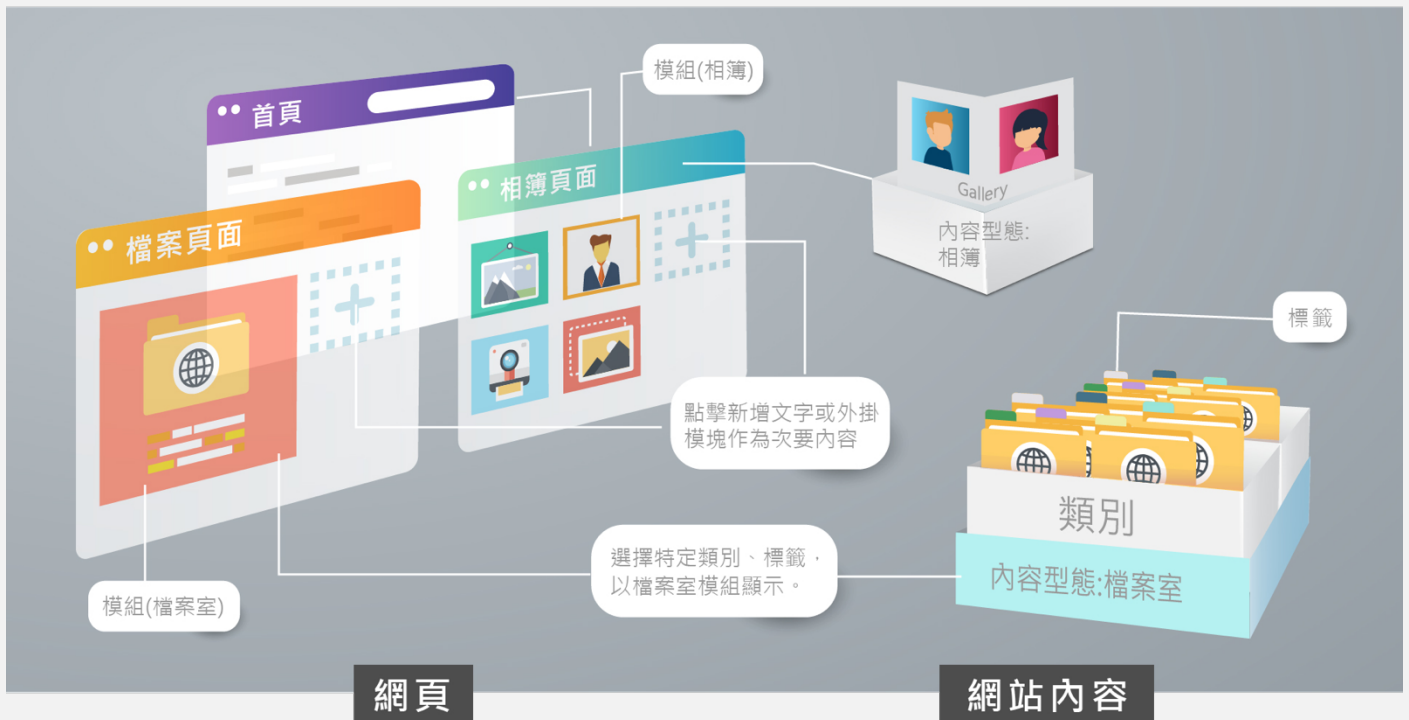 模組(相簿)
首頁
相簿頁面
檔案頁面
Gallery
內容型態:
相簿
標籤
點擊新增文字或外掛
模塊作為次要內容
類別
選擇特定類別、標籤，
以檔案室模組顯示。
內容型態:檔案室
模組(檔案室)
網頁
網站內容